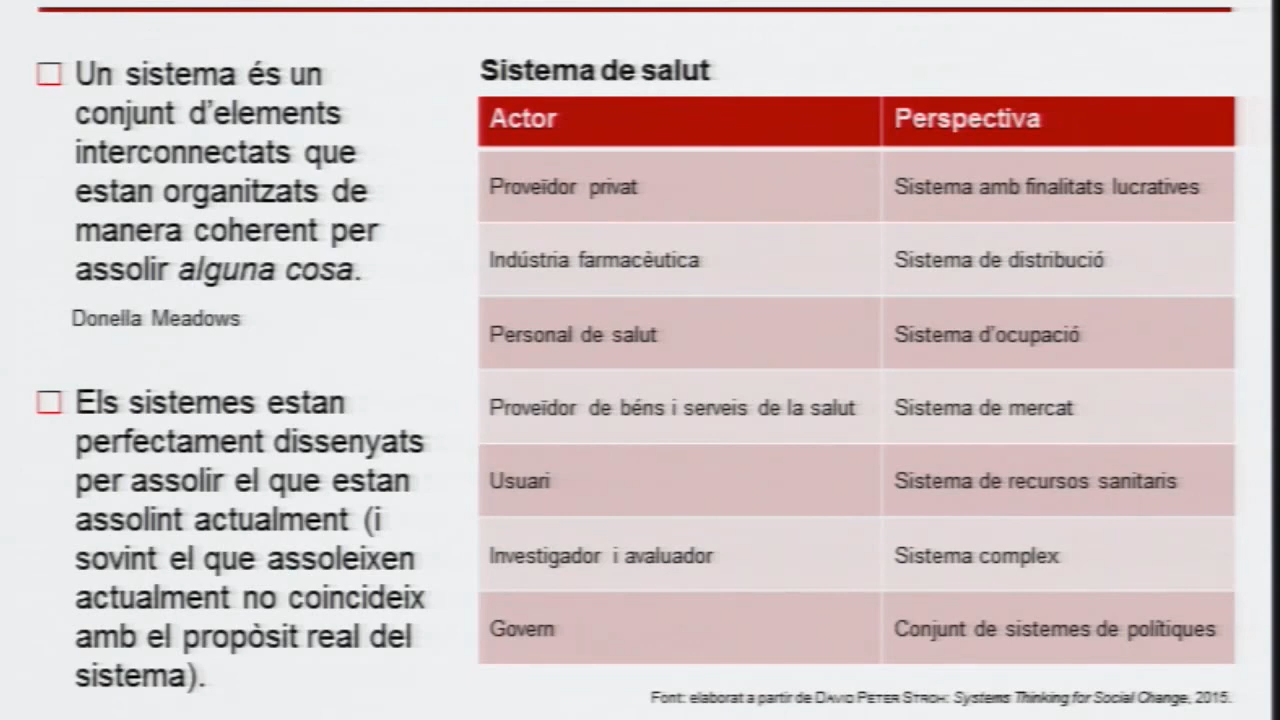 Un sistema és un
conjunt d'elements
interconnectats que
estan organitzats de
manera coherent per
assolir alguna cosa.
Donella Meadows
Els sistemes estan
perfectament dissenyats
per assolir el que estan
assolint actualment (i
sovint el que assoleixen
actualment no coincideix
amb el propòsit real del
sistema).
Sistema de salut
Actor Perspectiva
Proveïdor privat Sistema amb finalitats lucratives
Indústria farmacèutica Sistema de distribució
Personal de salut Sistema d'ocupació
Proveïdor de béns i serveis de la salut Sistema de mercat
Usuari Sistema de recursos sanitaris
Investigador i avaluador Sistema complex
Govern Conjunt de sistemes de polítiques
Font: elaborat a partir de DAVID PETER STROH: Systems Thinking for Social Change, 2015.